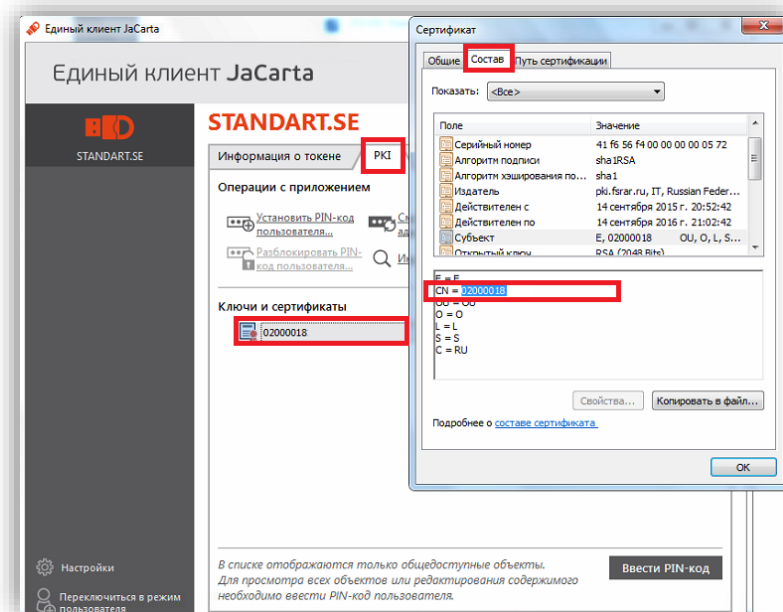 Единый клиент JaCarta
Единый клиент JaCarta
STANDART.SE
STANDART.SE
Информация о токене
PKI
Операции с приложением
Установить PIN-код
пользователя...
Разблокировать PIN-
код пользователя...
Ключи и сертификаты
02000018
В списке отображаются только общедоступные объекты.
Для просмотра всех объектов или редактирования содержимого
необходимо ввести PIN-код пользователя.
Ввести PIN-код
Настройки
Переключиться в режим
пользователя
Сертификат
Общие
Состав
Путь сертификации
Показать: <Все>
Поле Значение
Серийный номер 41 f6 56 f4 00 00 00 00 05 72
Алгоритм подписи sha1RSA
Алгоритм хэширования по... sha1
Издатель pki.fsrar.ru, IT, Russian Feder...
Действителен с 14 сентября 2015 г. 20:52:42
Действителен по 14 сентября 2016 г. 21:02:42
Субъект E, 02000018 OU, O, L, S...
Открытый ключ RSA (2048 Bits)
E = E
CN = 02000018
OU = OU
O = O
L = L
S = S
C = RU
Свойства...
Копировать в файл...
Подробнее о составе сертификата
OK